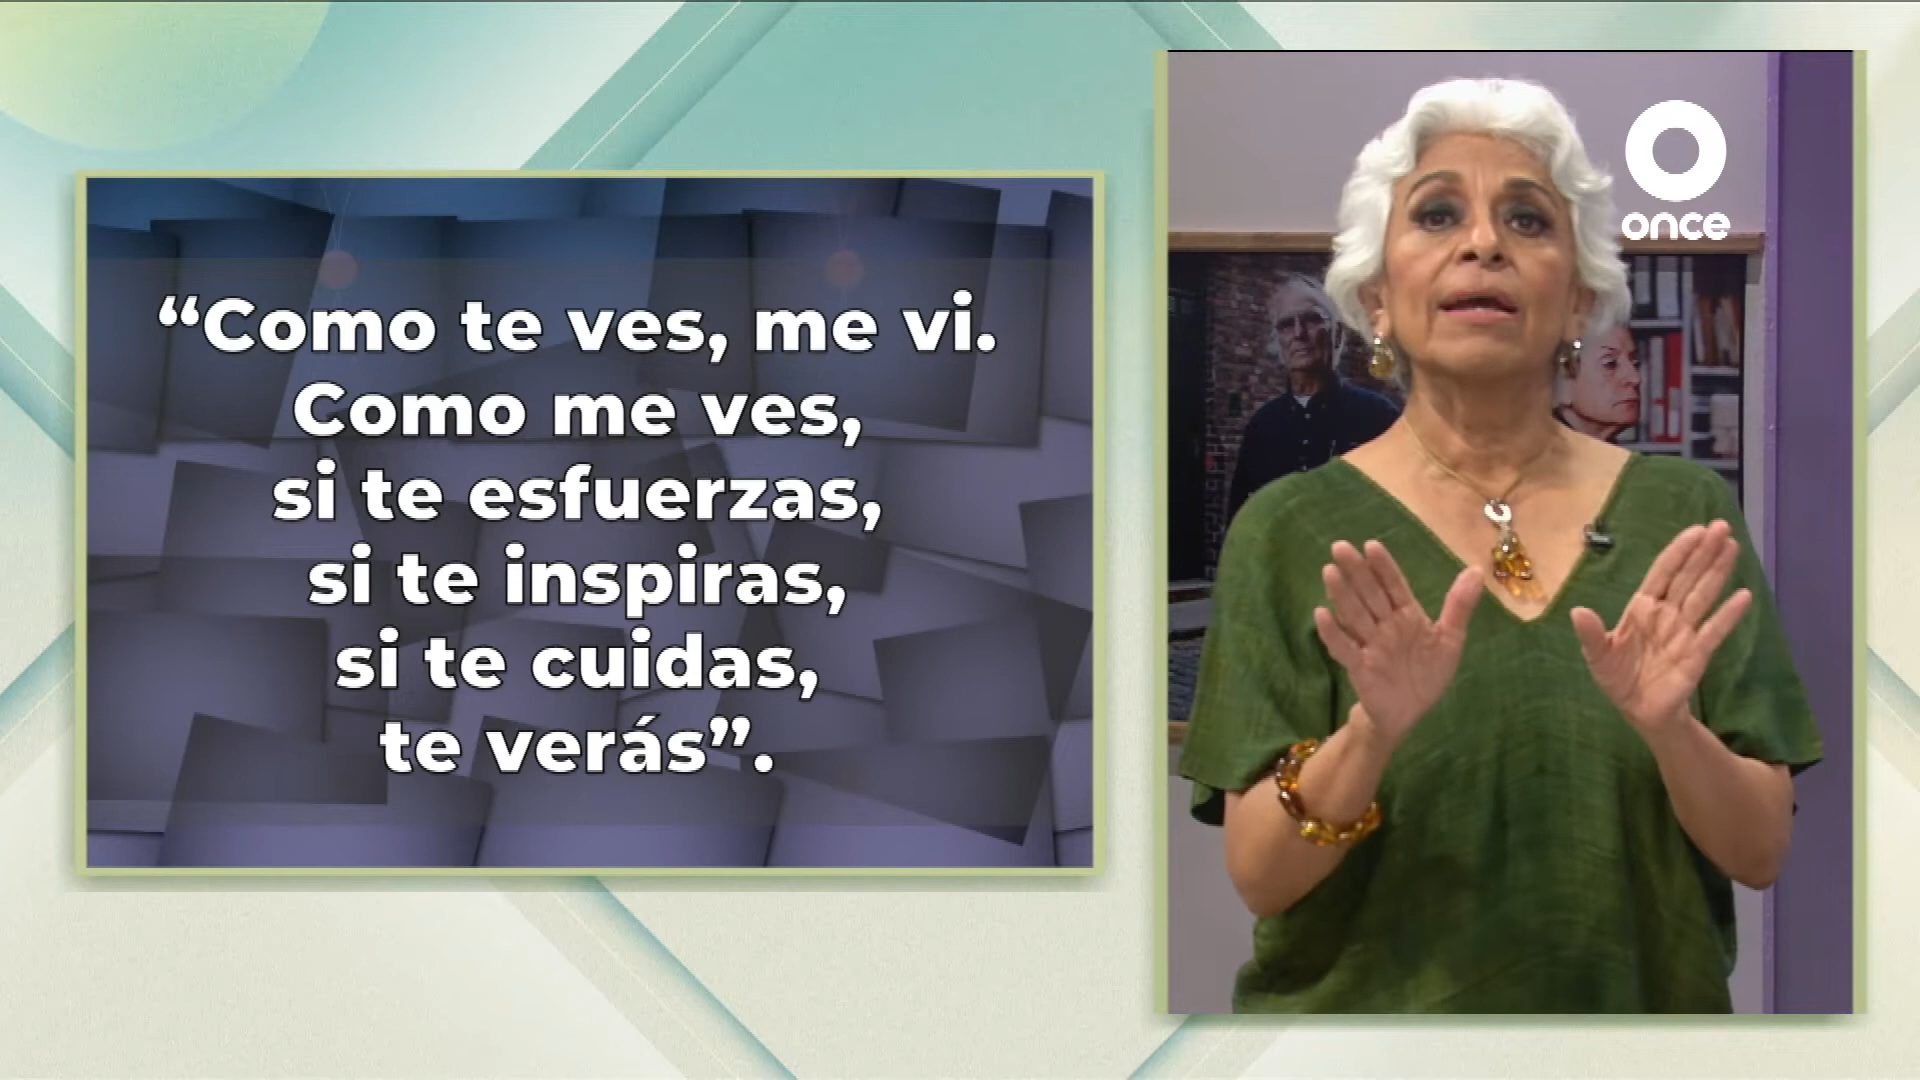 “Como te ves, me vi.
Como me ves,
si te esfuerzas,
si te inspiras,
si te cuidas,
te verás”.
once